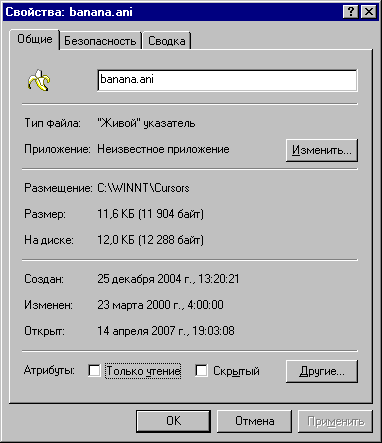 Свойства: banana.ani
Общие Безопасность Сводка
banana.ani
Тип файла: "Живой" указатель
Приложение: Неизвестное приложение Изменить...
Размещение: C:\WINNT\Cursors
Размер: 11,6 КБ (11 904 байт)
На диске: 12,0 КБ (12 288 байт)
Создан: 25 декабря 2004 г., 13:20:21
Изменен: 23 марта 2000 г., 4:00:00
Открыт: 14 апреля 2007 г., 19:03:08
Атрибуты: Только чтение Скрытый Другие...
OK Отмена Применить